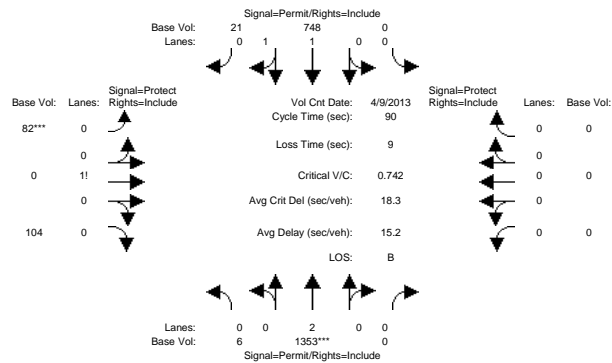 Signal=Permit/Rights=Include
Base Vol: 21 748 0
Lanes: 0 1 1 0 0
Signal=Protect Signal=Protect
Base Vol: Lanes: Rights=Include Vol Cnt Date: 4/9/2013 Rights=Include Lanes: Base Vol:
Cycle Time (sec): 90
82*** 0 0 0
Loss Time (sec): 9
0 0
0 1! Critical V/C: 0.742 0 0
0 Avg Crit Del (sec/veh): 18.3 0
104 0 Avg Delay (sec/veh): 15.2 0 0
LOS: B
Lanes: 0 0 2 0 0
Base Vol: 6 1353*** 0
Signal=Permit/Rights=Include